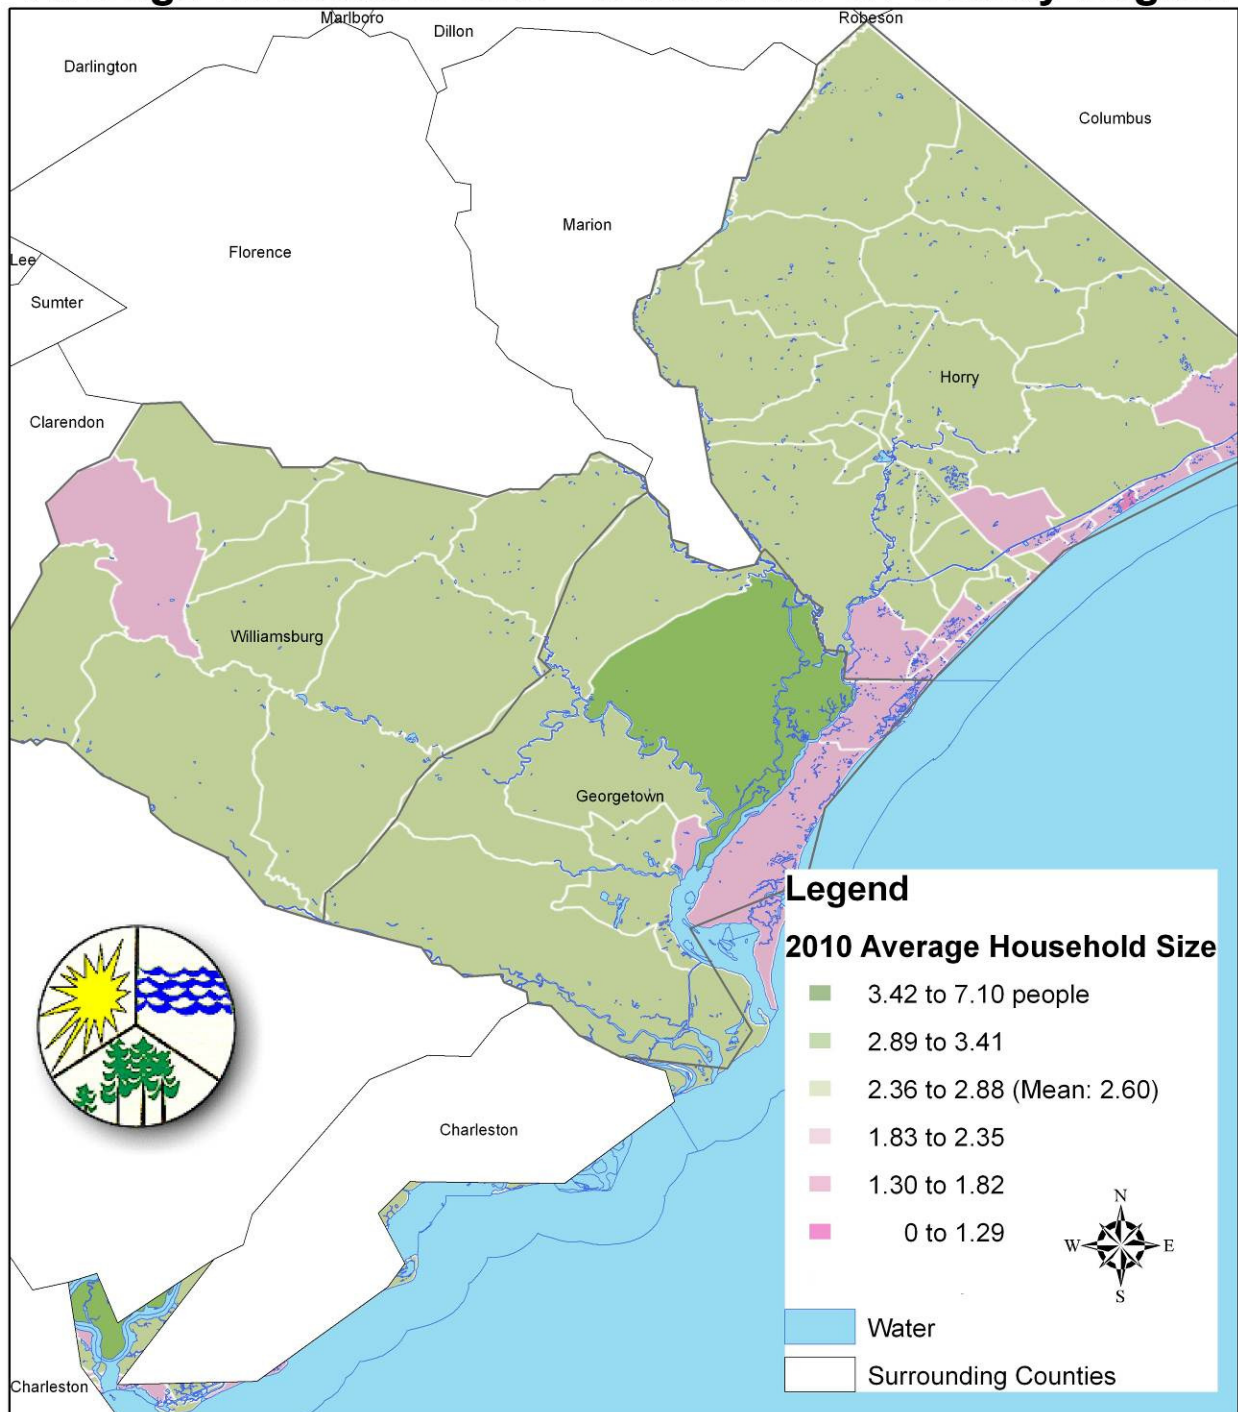 Marlboro
Robeson
Dillon
Darlington
Columbus
Marion
Florence
Lee
Sumter
Horry
Clarendon
Williamsburg
Georgetown
Legend
2010 Average Household Size
3.42 to 7.10 people
2.89 to 3.41
2.36 to 2.88 (Mean: 2.60)
1.83 to 2.35
1.30 to 1.82
0 to 1.29
N
W E
S
Water
Surrounding Counties
Charleston
Charleston